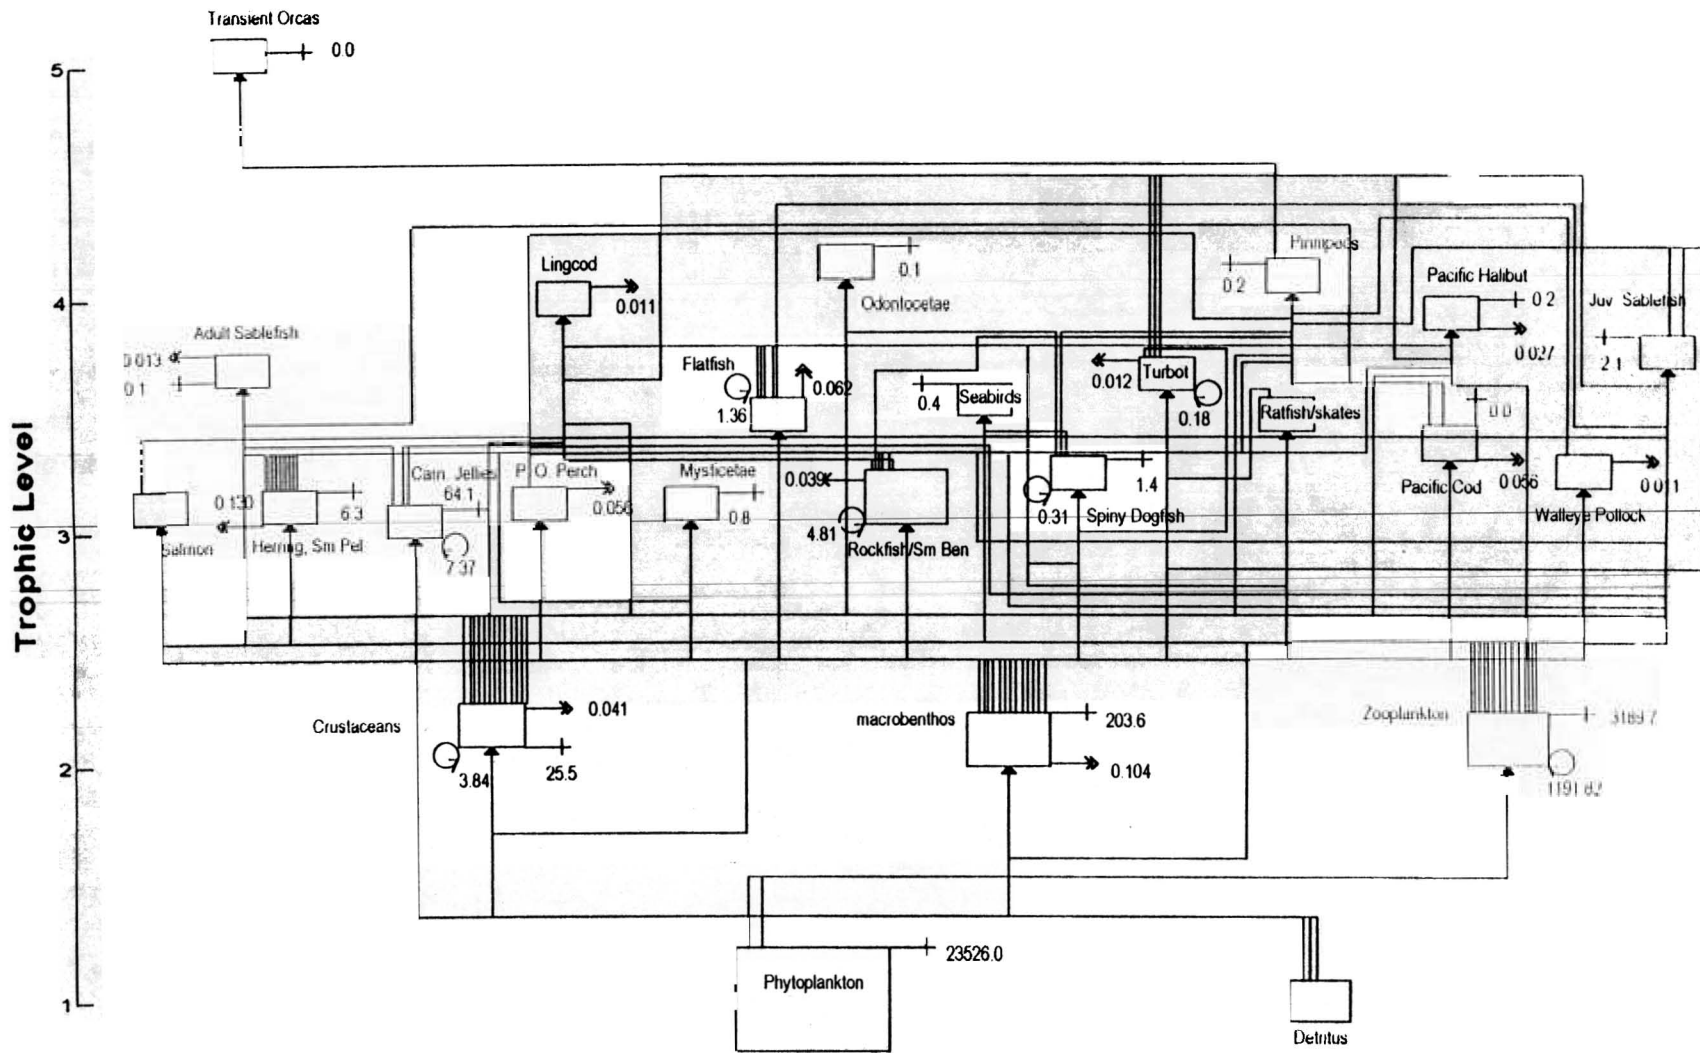 Transient Orcas
0.0
5
Pinnipeds
0.2
Lingcod
0.011
0.1
Odontocetae
Pacific Halibut
0.2
0.027
Juv. Sablefish
2.1
4
Adult Sablefish
0.013
0.1
Flatfish
0.062
1.36
0.4
Seabirds
0.012
Turbot
0.18
Ratfish/skates
0.0
Trophic Level
Carn. Jellies
64.1
7.37
P. O. Perch
0.056
Mysticetae
0.8
0.039
4.81
Rockfish/Sm Ben
1.4
0.31
Spiny Dogfish
Pacific Cod
0.056
0.011
Walleye Pollock
0.130
Salmon
6.3
Herring, Sm Pel
3
Crustaceans
0.041
3.84
25.5
macrobenthos
203.6
0.104
Zooplankton
3189.7
1191.82
2
23526.0
Phytoplankton
Detritus
1